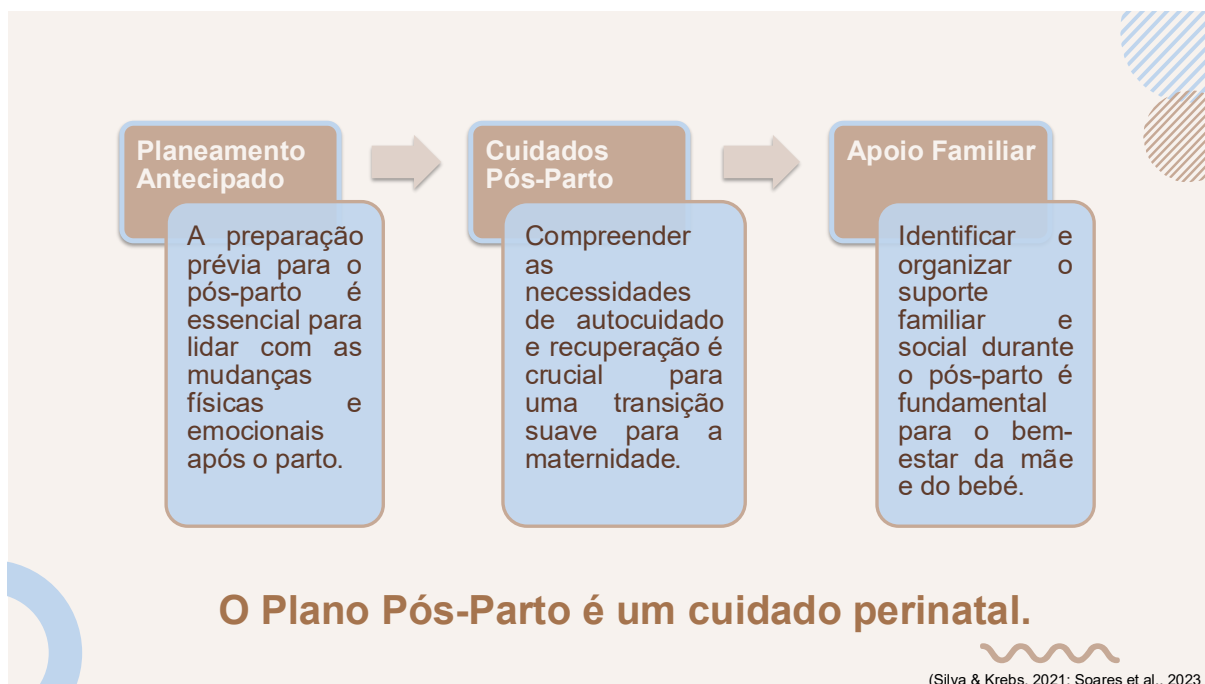 Planeamento
Antecipado
A preparação
prévia para o
pós-parto é
essencial para
lidar com as
mudanças
físicas e
emocionais
após o parto.
Cuidados
Pós-Parto
Compreender
as
necessidades
de autocuidado
e recuperação é
crucial para
uma transição
suave para a
maternidade.
Apoio Familiar
Identificar e
organizar o
suporte
familiar e
social durante
o pós-parto é
fundamental
para o bem-
estar da mãe
e do bebé.
O Plano Pós-Parto é um cuidado perinatal.
(Silva & Krebs, 2021; Soares et al., 2023